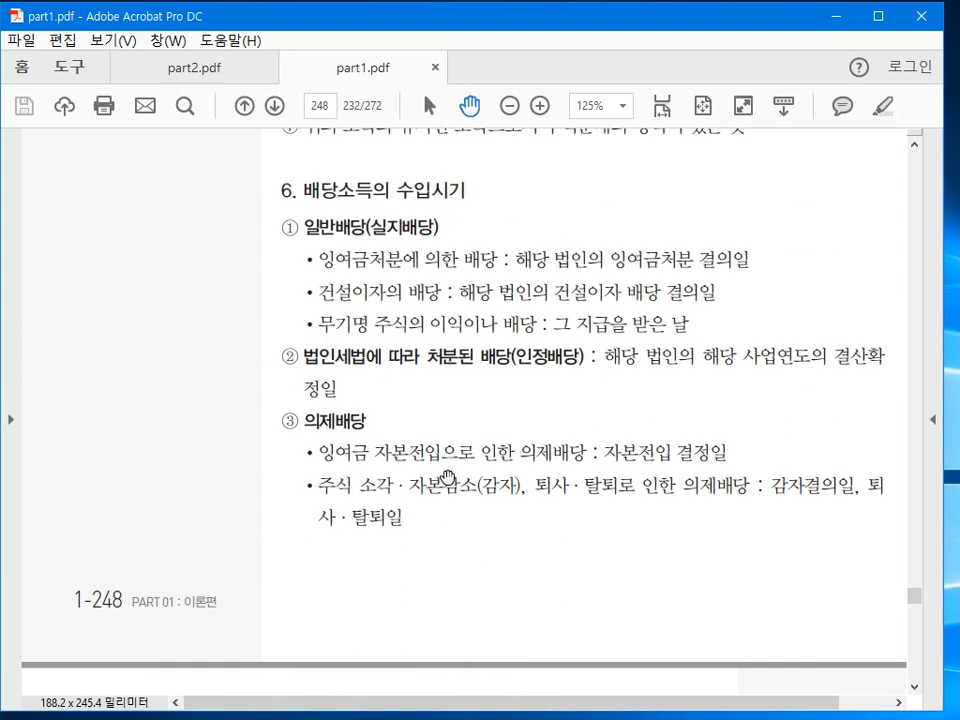 part1.pdf - Adobe Acrobat Pro DC
파일 편집 보기(V) 창(W) 도움말(H)
홈 도구 part2.pdf part1.pdf × ? 로그인
248 232/272 125%
6. 배당소득의 수입시기
① 일반배당(실지배당)
• 잉여금처분에 의한 배당 : 해당 법인의 잉여금처분 결의일
• 건설이자의 배당 : 해당 법인의 건설이자 배당 결의일
• 무기명 주식의 이익이나 배당 : 그 지급을 받은 날
② 법인세법에 따라 처분된 배당(인정배당) : 해당 법인의 해당 사업연도의 결산확
정일
③ 의제배당
• 잉여금 자본전입으로 인한 의제배당 : 자본전입 결정일
• 주식 소각 · 자본감소(감자), 퇴사 · 탈퇴로 인한 의제배당 : 감자결의일, 퇴
사 · 탈퇴일
1-248 PART 01 : 이론편
188.2 x 245.4 밀리미터